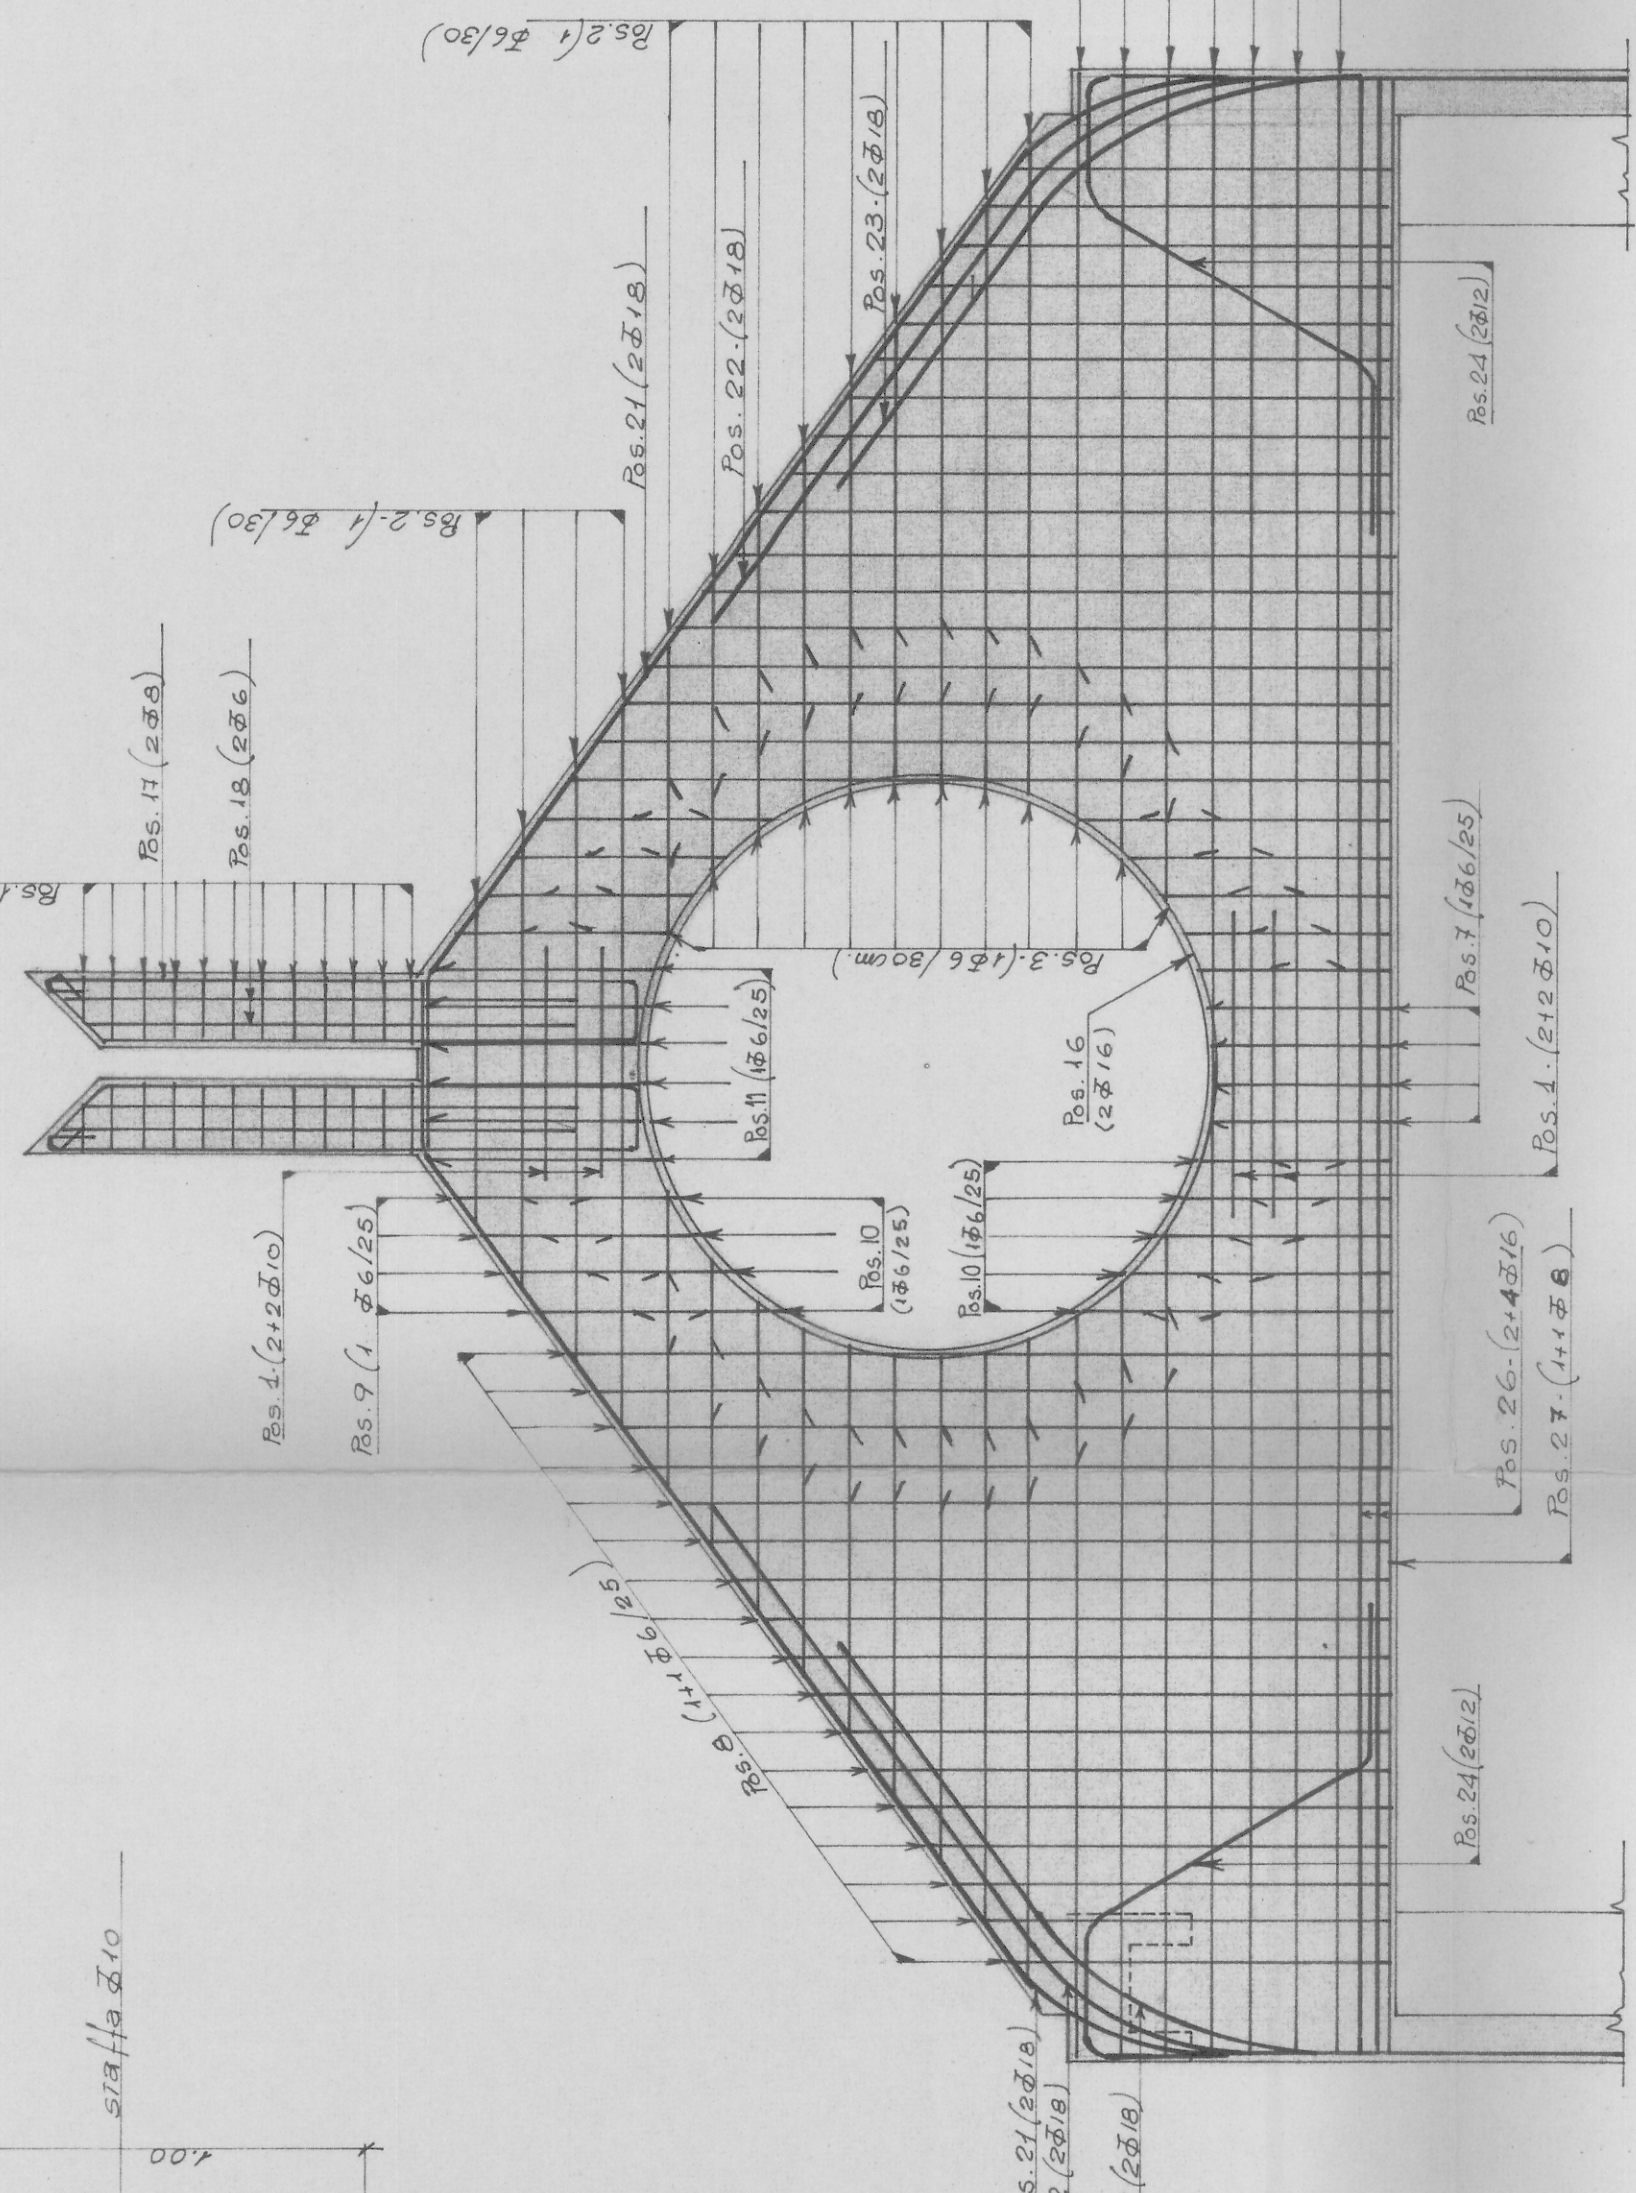 Pos.2(1 Φ6/30)
Pos.21(2Φ18)
Pos.22-(2Φ18)
Pos.23-(2Φ18)
Pos.24(2Φ12)
Pos.2-(1 Φ6/30)
Pos.17(2Φ8)
Pos.18(2Φ6)
Pos.1
Pos.3-(1Φ6/30cm.)
Pos.7(1Φ6/25)
Pos.1-(2+2Φ10)
Pos.11(1Φ6/25)
Pos.16
(2Φ16)
Pos.1-(2+2Φ10)
Pos.9(1 Φ6/25)
Pos.10
(1Φ6/25)
Pos.10(1Φ6/25)
Pos.26-(2+4Φ16)
Pos.27-(1+1Φ8)
Pos.8(1+1Φ6/25)
Pos.24(2Φ12)
staffa Φ10
1.00
s.21(2Φ18)
2(2Φ18)
(2Φ18)